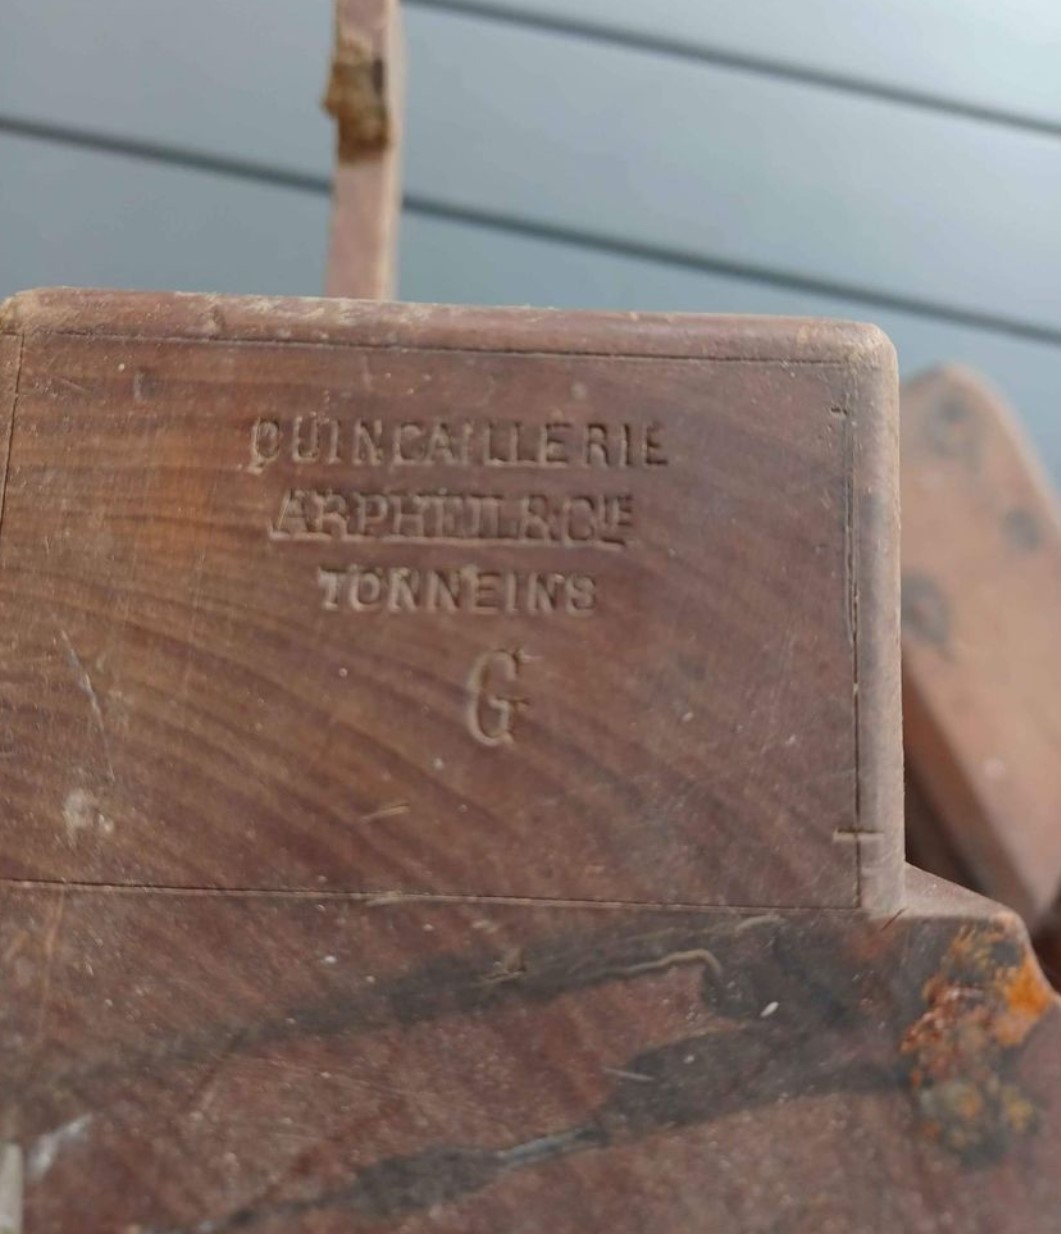 QUINCAILLERIE
ARPHEUIL & CIE
TONNEINS
G